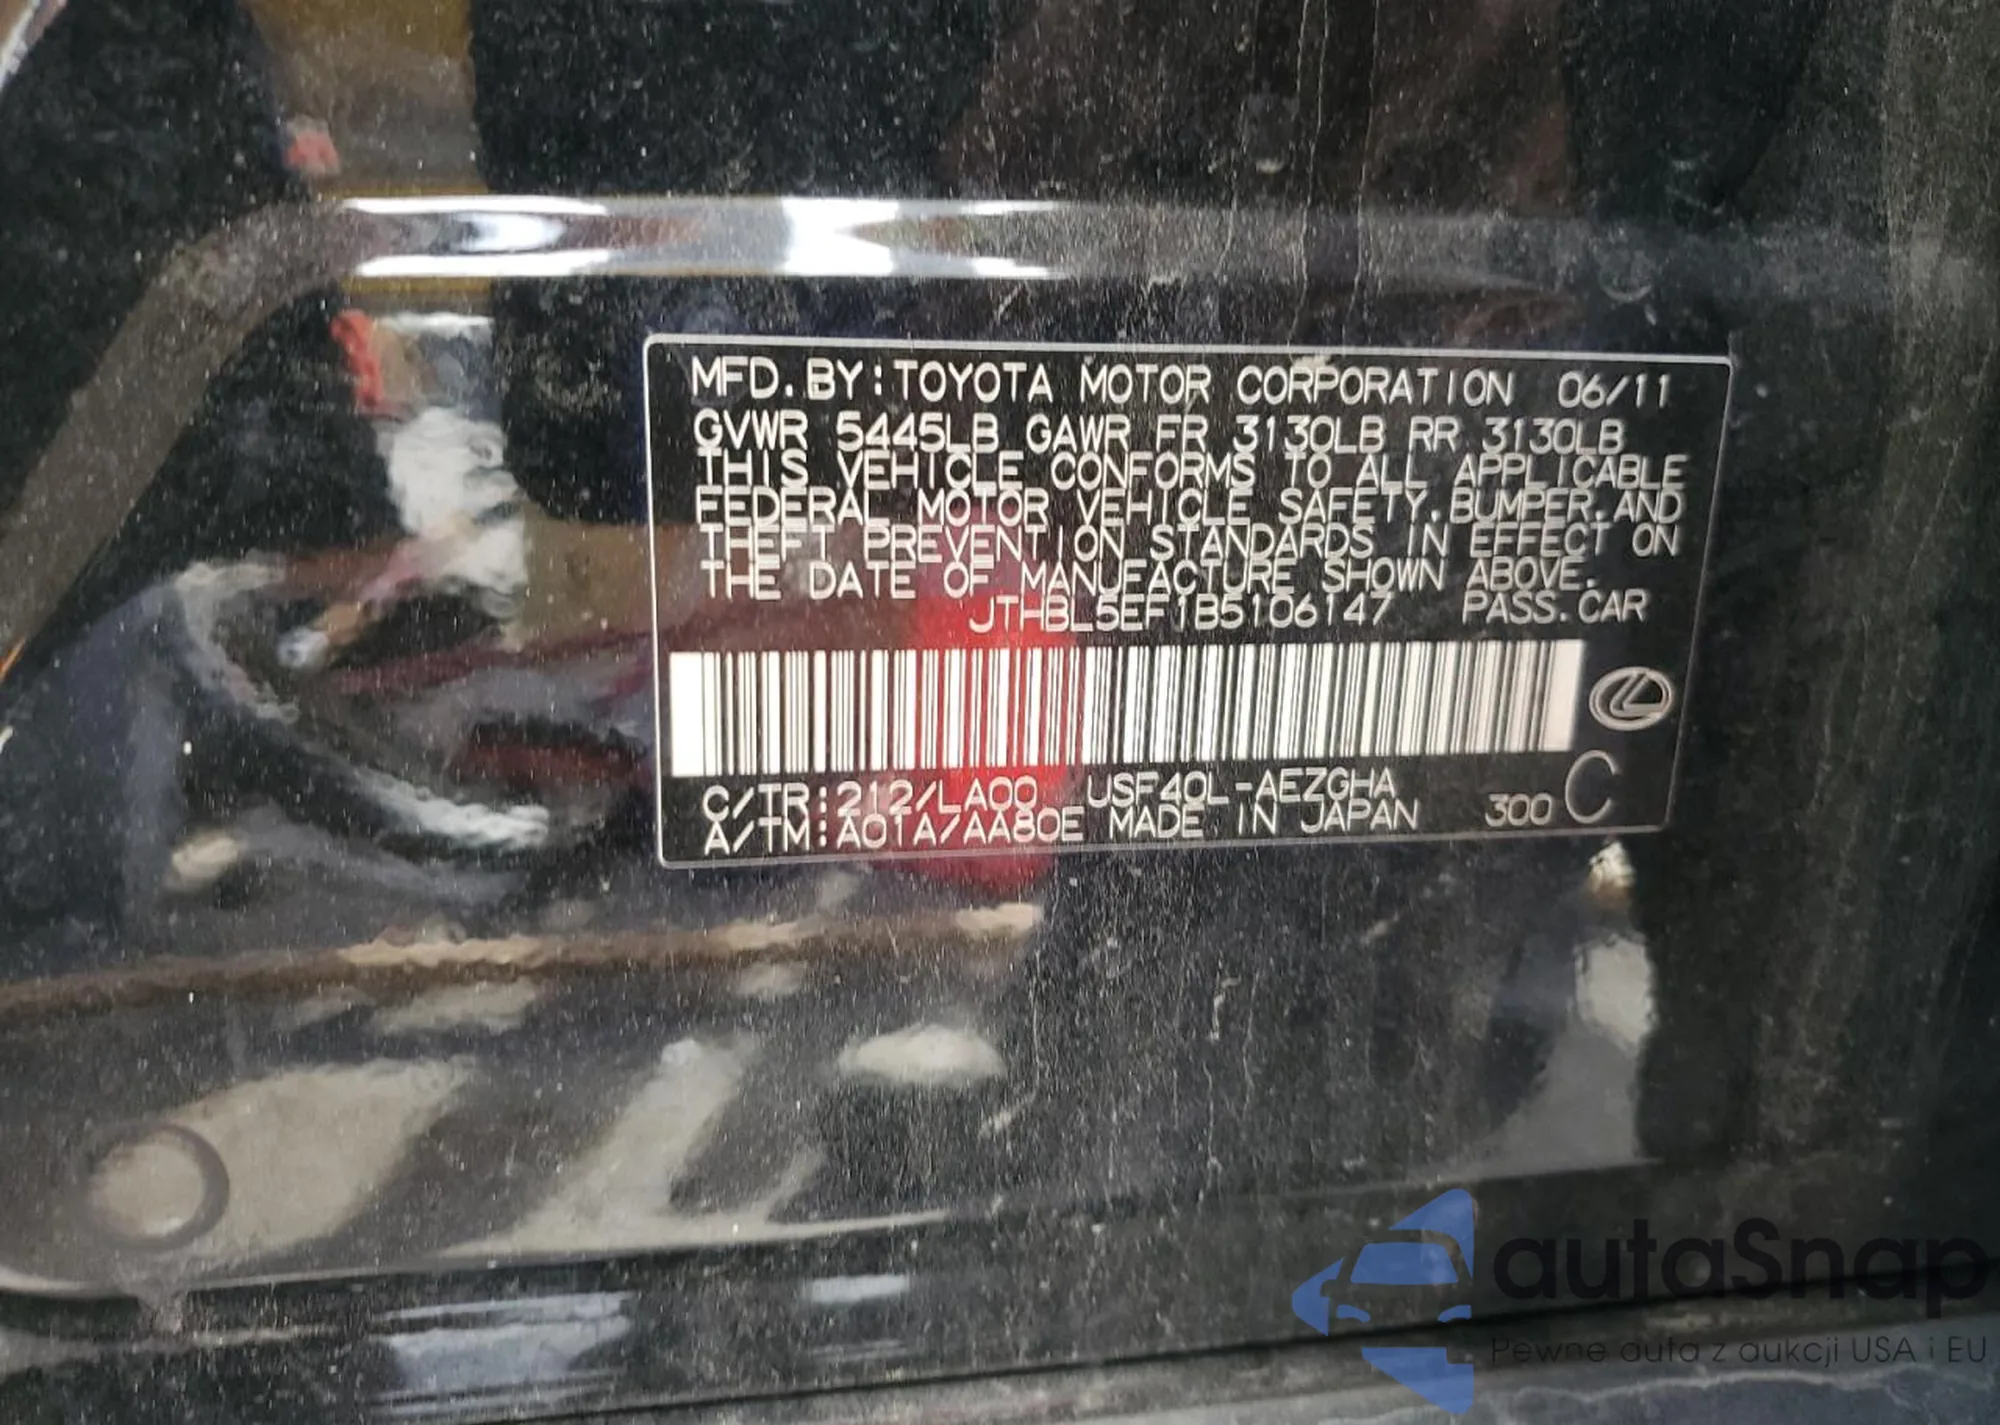 MFD. BY: TOYOTA MOTOR CORPORATION 06/11
GVWR 5445LB GAWR FR 3130LB RR 3130LB
THIS VEHICLE CONFORMS TO ALL APPLICABLE
FEDERAL MOTOR VEHICLE SAFETY, BUMPER, AND
THEFT PREVENTION STANDARDS IN EFFECT ON
THE DATE OF MANUFACTURE SHOWN ABOVE.
JTHBL5EF1B5106147 PASS. CAR
C/TR: 212/LA00 USF40L-AEZGHA
A/TM: A01A/AA80E MADE IN JAPAN 300 C
autaSnap
Pewne auta z aukcji USA i EU